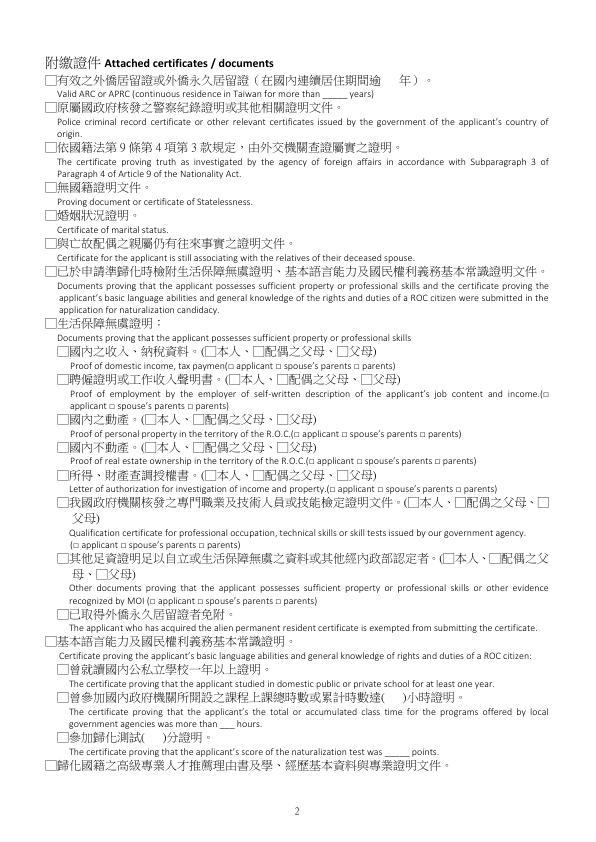 附繳證件 Attached certificates / documents
□有效之外僑居留證或外僑永久居留證（在國內連續居住期間逾　　年）。
Valid ARC or APRC (continuous residence in Taiwan for more than _____ years)
□原屬國政府核發之警察紀錄證明或其他相關證明文件。
Police criminal record certificate or other relevant certificates issued by the government of the applicant's country of
origin.
□依國籍法第 9 條第 4 項第 3 款規定，由外交機關查證屬實之證明。
The certificate proving truth as investigated by the agency of foreign affairs in accordance with Subparagraph 3 of
Paragraph 4 of Article 9 of the Nationality Act.
□無國籍證明文件。
Proving document or certificate of Statelessness.
□婚姻狀況證明。
Certificate of marital status.
□與亡故配偶之親屬仍有往來事實之證明文件。
Certificate for the applicant is still associating with the relatives of their deceased spouse.
□已於申請準歸化時檢附生活保障無虞證明、基本語言能力及國民權利義務基本常識證明文件。
Documents proving that the applicant possesses sufficient property or professional skills and the certificate proving the
applicant's basic language abilities and general knowledge of the rights and duties of a ROC citizen were submitted in the
application for naturalization candidacy.
□生活保障無虞證明：
Documents proving that the applicant possesses sufficient property or professional skills
□國內之收入、納稅資料。(□本人、□配偶之父母、□父母)
Proof of domestic income, tax paymen(□ applicant □ spouse's parents □ parents)
□聘僱證明或工作收入聲明書。(□本人、□配偶之父母、□父母)
Proof of employment by the employer of self-written description of the applicant's job content and income.(□
applicant □ spouse's parents □ parents)
□國內之動產。(□本人、□配偶之父母、□父母)
Proof of personal property in the territory of the R.O.C.(□ applicant □ spouse's parents □ parents)
□國內不動產。(□本人、□配偶之父母、□父母)
Proof of real estate ownership in the territory of the R.O.C.(□ applicant □ spouse's parents □ parents)
□所得、財產查調授權書。(□本人、□配偶之父母、□父母)
Letter of authorization for investigation of income and property.(□ applicant □ spouse's parents □ parents)
□我國政府機關核發之專門職業及技術人員或技能檢定證明文件。(□本人、□配偶之父母、□
父母)
Qualification certificate for professional occupation, technical skills or skill tests issued by our government agency.
(□ applicant □ spouse's parents □ parents)
□其他足資證明足以自立或生活保障無虞之資料或其他經內政部認定者。(□本人、□配偶之父
母、□父母)
Other documents proving that the applicant possesses sufficient property or professional skills or other evidence
recognized by MOI (□ applicant □ spouse's parents □ parents)
□已取得外僑永久居留證者免附。
The applicant who has acquired the alien permanent resident certificate is exempted from submitting the certificate.
□基本語言能力及國民權利義務基本常識證明。
Certificate proving the applicant's basic language abilities and general knowledge of rights and duties of a ROC citizen:
□曾就讀國內公私立學校一年以上證明。
The certificate proving that the applicant studied in domestic public or private school for at least one year.
□曾參加國內政府機關所開設之課程上課總時數或累計時數達(　　)小時證明。
The certificate proving that the applicant's the total or accumulated class time for the programs offered by local
government agencies was more than ___ hours.
□參加歸化測試(　　)分證明。
The certificate proving that the applicant's score of the naturalization test was _____ points.
□歸化國籍之高級專業人才推薦理由書及學、經歷基本資料與專業證明文件。
2